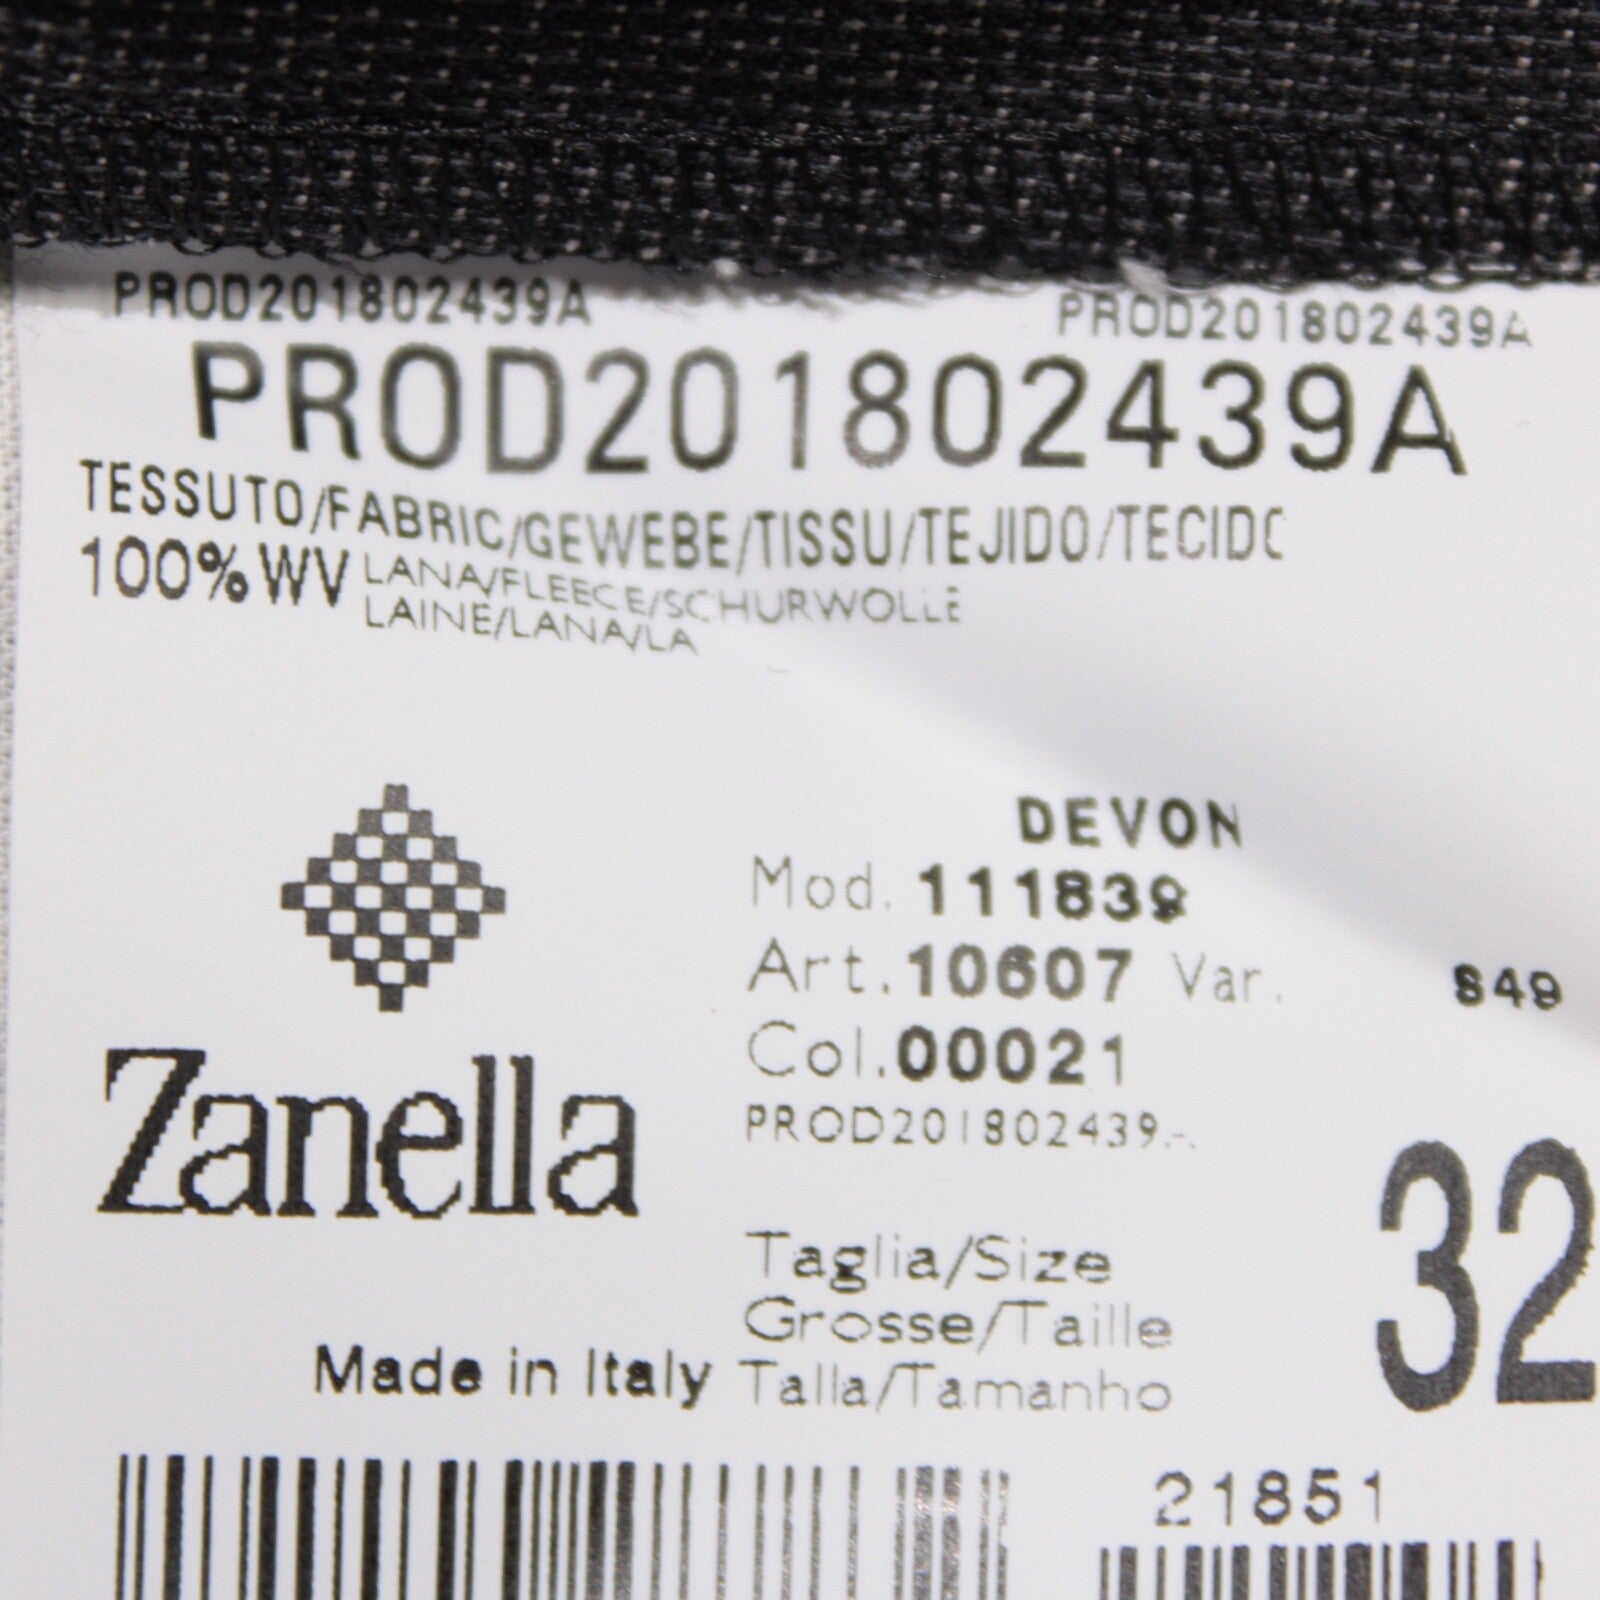 PROD201802439A PROD201802439A
PROD201802439A
TESSUTO/FABRIC/GEWEBE/TISSU/TEJIDO/TECIDO
100%WV LANA/FLEECE/SCHURWOLLE
LAINE/LANA/LA
DEVON
Mod. 111839
Art. 10607 Var. 849
Col. 00021
PROD201802439
Zanella
Taglia/Size
Grosse/Taille
Talla/Tamanho
32
Made in Italy
21851